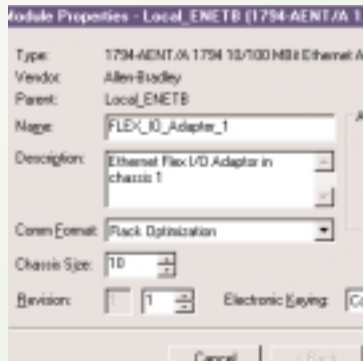 Module Properties - Local_ENETB (1794-AENT/A 1
Type: 1794-AENT/A 1794 10/100 MBit Ethernet A
Vendor: Allen-Bradley
Parent: Local_ENETB
Name: FLEX_IO_Adapter_1
Description: Ethernet Flex I/O Adaptor in
chassis 1
Comm Format: Rack Optimization
Chassis Size: 10
Revision: 1 1 Electronic Keying: Co
Cancel < Back